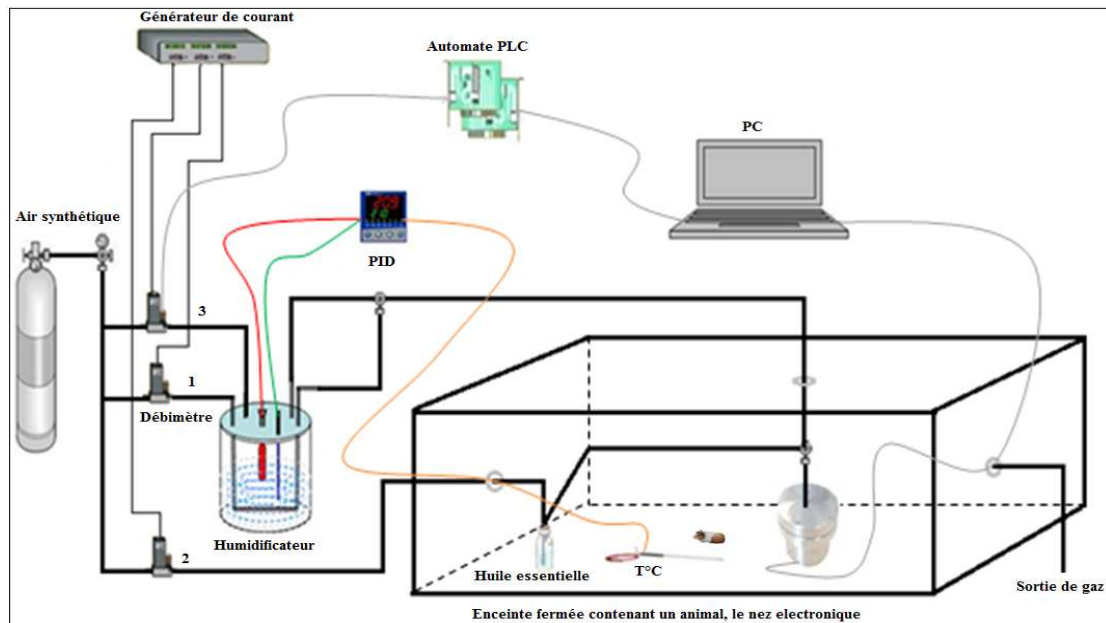 Générateur de courant
Automate PLC
PC
Air synthétique
PID
3
1
Débimètre
Humidificateur
2
Huile essentielle
T°C
Sortie de gaz
Enceinte fermée contenant un animal, le nez electronique